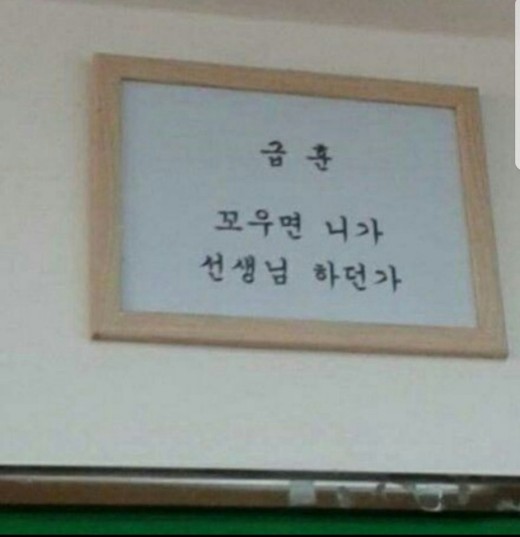 급훈
꼬우면 니가
선생님 하던가